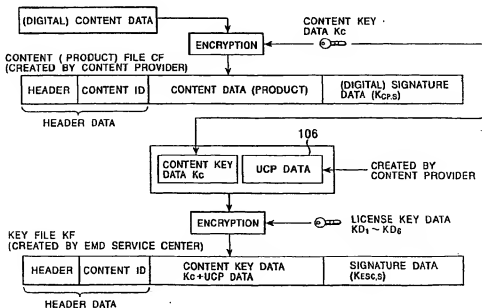 (DIGITAL) CONTENT DATA
CONTENT KEY
DATA Kc
ENCRYPTION
CONTENT (PRODUCT) FILE CF
(CREATED BY CONTENT PROVIDER)
HEADER
CONTENT ID
CONTENT DATA (PRODUCT)
(DIGITAL) SIGNATURE
DATA (KCP,S)
HEADER DATA
106
CONTENT KEY
DATA Kc
UCP DATA
CREATED BY
CONTENT PROVIDER
ENCRYPTION
LICENSE KEY DATA
KD1 ~ KD6
KEY FILE KF
(CREATED BY EMD SERVICE CENTER)
HEADER
CONTENT ID
CONTENT KEY DATA
Kc+UCP DATA
SIGNATURE DATA
(KESC,S)
HEADER DATA